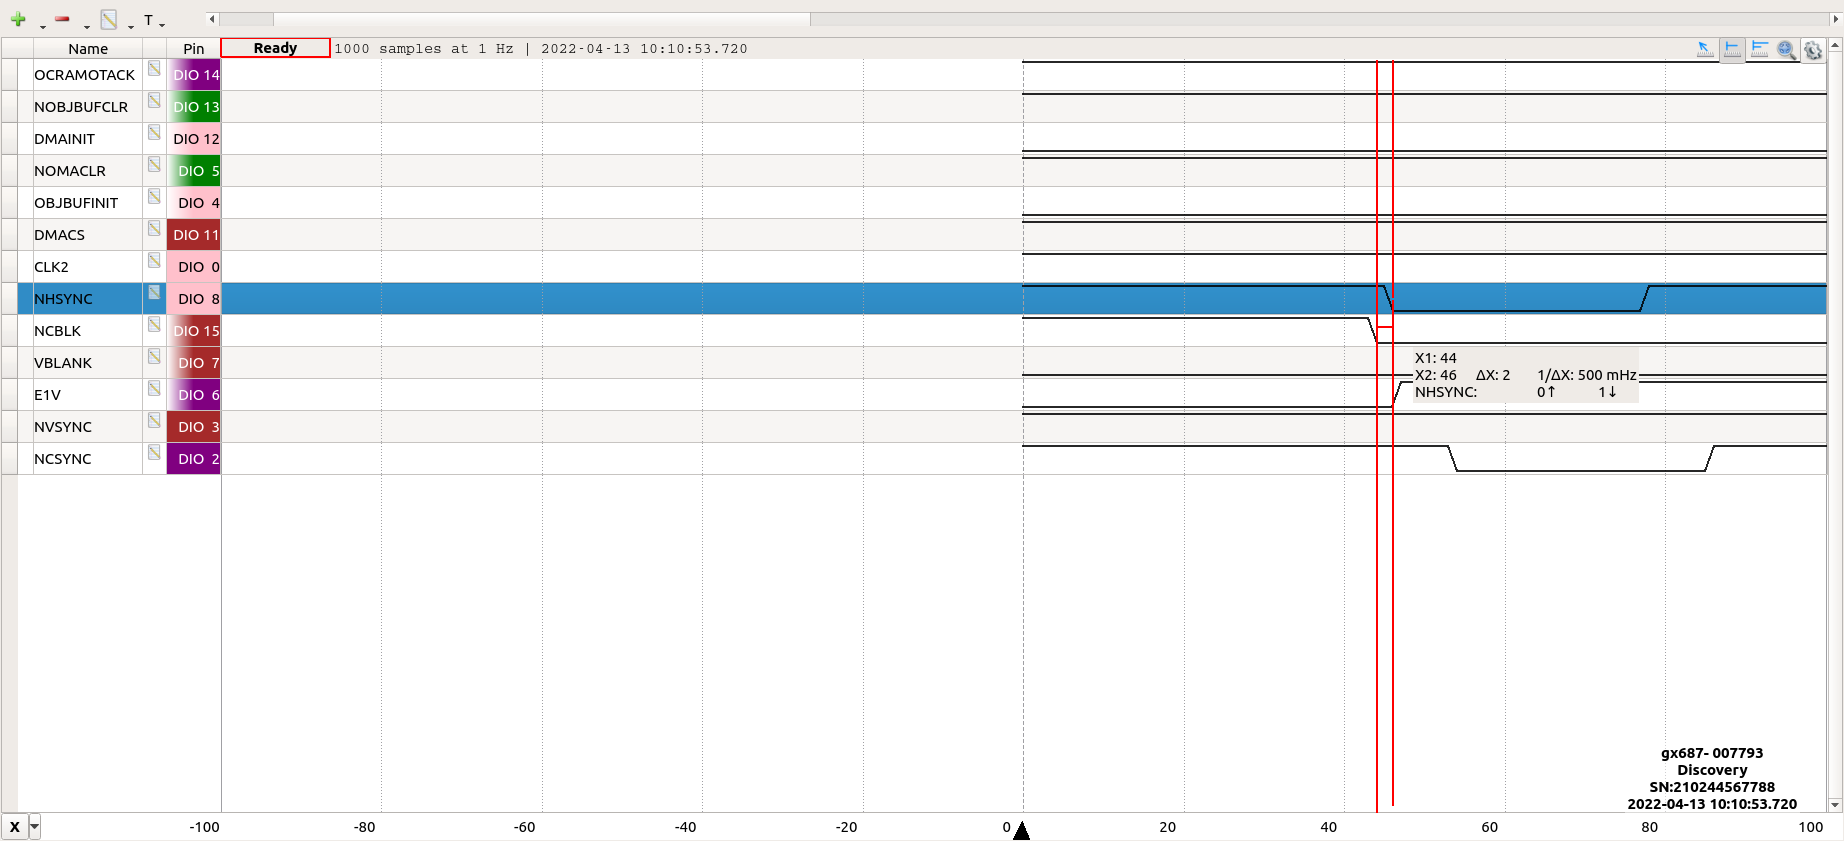 T
Name Pin Ready 1000 samples at 1 Hz | 2022-04-13 10:10:53.720
OCRAMOTACK DIO 14
NOBJBUFCLR DIO 13
DMAINIT DIO 12
NOMACLR DIO 5
OBJBUFINIT DIO 4
DMACS DIO 11
CLK2 DIO 0
NHSYNC DIO 8
NCBLK DIO 15
VBLANK DIO 7
E1V DIO 6
NVSYNC DIO 3
NCSYNC DIO 2
X1: 44
X2: 46 ΔX: 2 1/ΔX: 500 mHz
NHSYNC: 0↑ 1↓
gx687- 007793
Discovery
SN:210244567788
2022-04-13 10:10:53.720
X -100 -80 -60 -40 -20 0 20 40 60 80 100